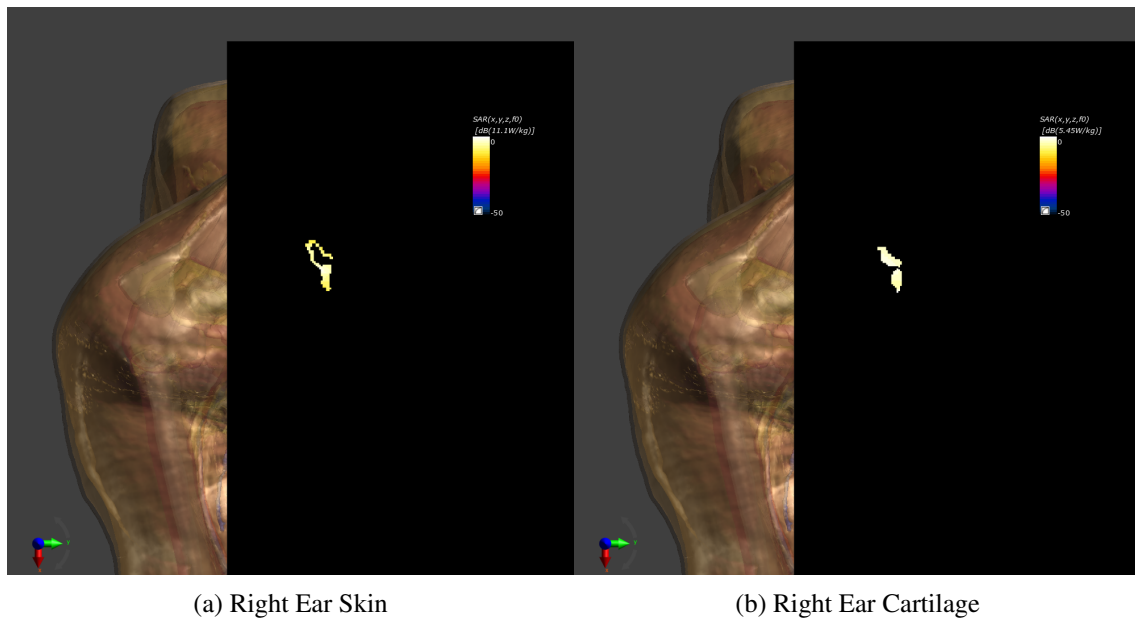 SAR(x,y,z,f0)
[dB(11.1W/kg)]
0
-50
y
SAR(x,y,z,f0)
[dB(5.45W/kg)]
0
-50
y
(a) Right Ear Skin
(b) Right Ear Cartilage